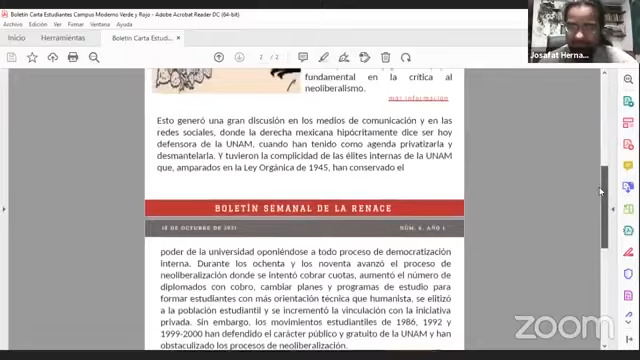 Boletín Carta Estudiantes Campus Moderno Verde y Rojo - Adobe Acrobat Reader DC (64-bit)
Archivo Edición Ver Firmar Ventana Ayuda
Inicio Herramientas Boletín Carta Estud...
2 / 2
Josafat Herna...
fundamental en la crítica al
neoliberalismo.
más información
Esto generó una gran discusión en los medios de comunicación y en las
redes sociales, donde la derecha mexicana hipócritamente dice ser hoy
defensora de la UNAM, cuando han tenido como agenda privatizarla y
desmantelarla. Y tuvieron la complicidad de las élites internas de la UNAM
que, amparados en la Ley Orgánica de 1945, han conservado el
BOLETÍN SEMANAL DE LA RENACE
DE OCTUBRE DE 2021 NÚM. 6, AÑO 1
poder de la universidad oponiéndose a todo proceso de democratización
interna. Durante los ochenta y los noventa avanzó el proceso de
neoliberalización donde se intentó cobrar cuotas, aumentó el número de
diplomados con cobro, cambiar planes y programas de estudio para
formar estudiantes con más orientación técnica que humanista, se elitizó
a la población estudiantil y se incrementó la vinculación con la iniciativa
privada. Sin embargo, los movimientos estudiantiles de 1986, 1992 y
1999-2000 han defendido el carácter público y gratuito de la UNAM y han
obstaculizado los procesos de neoliberalización.
zoom